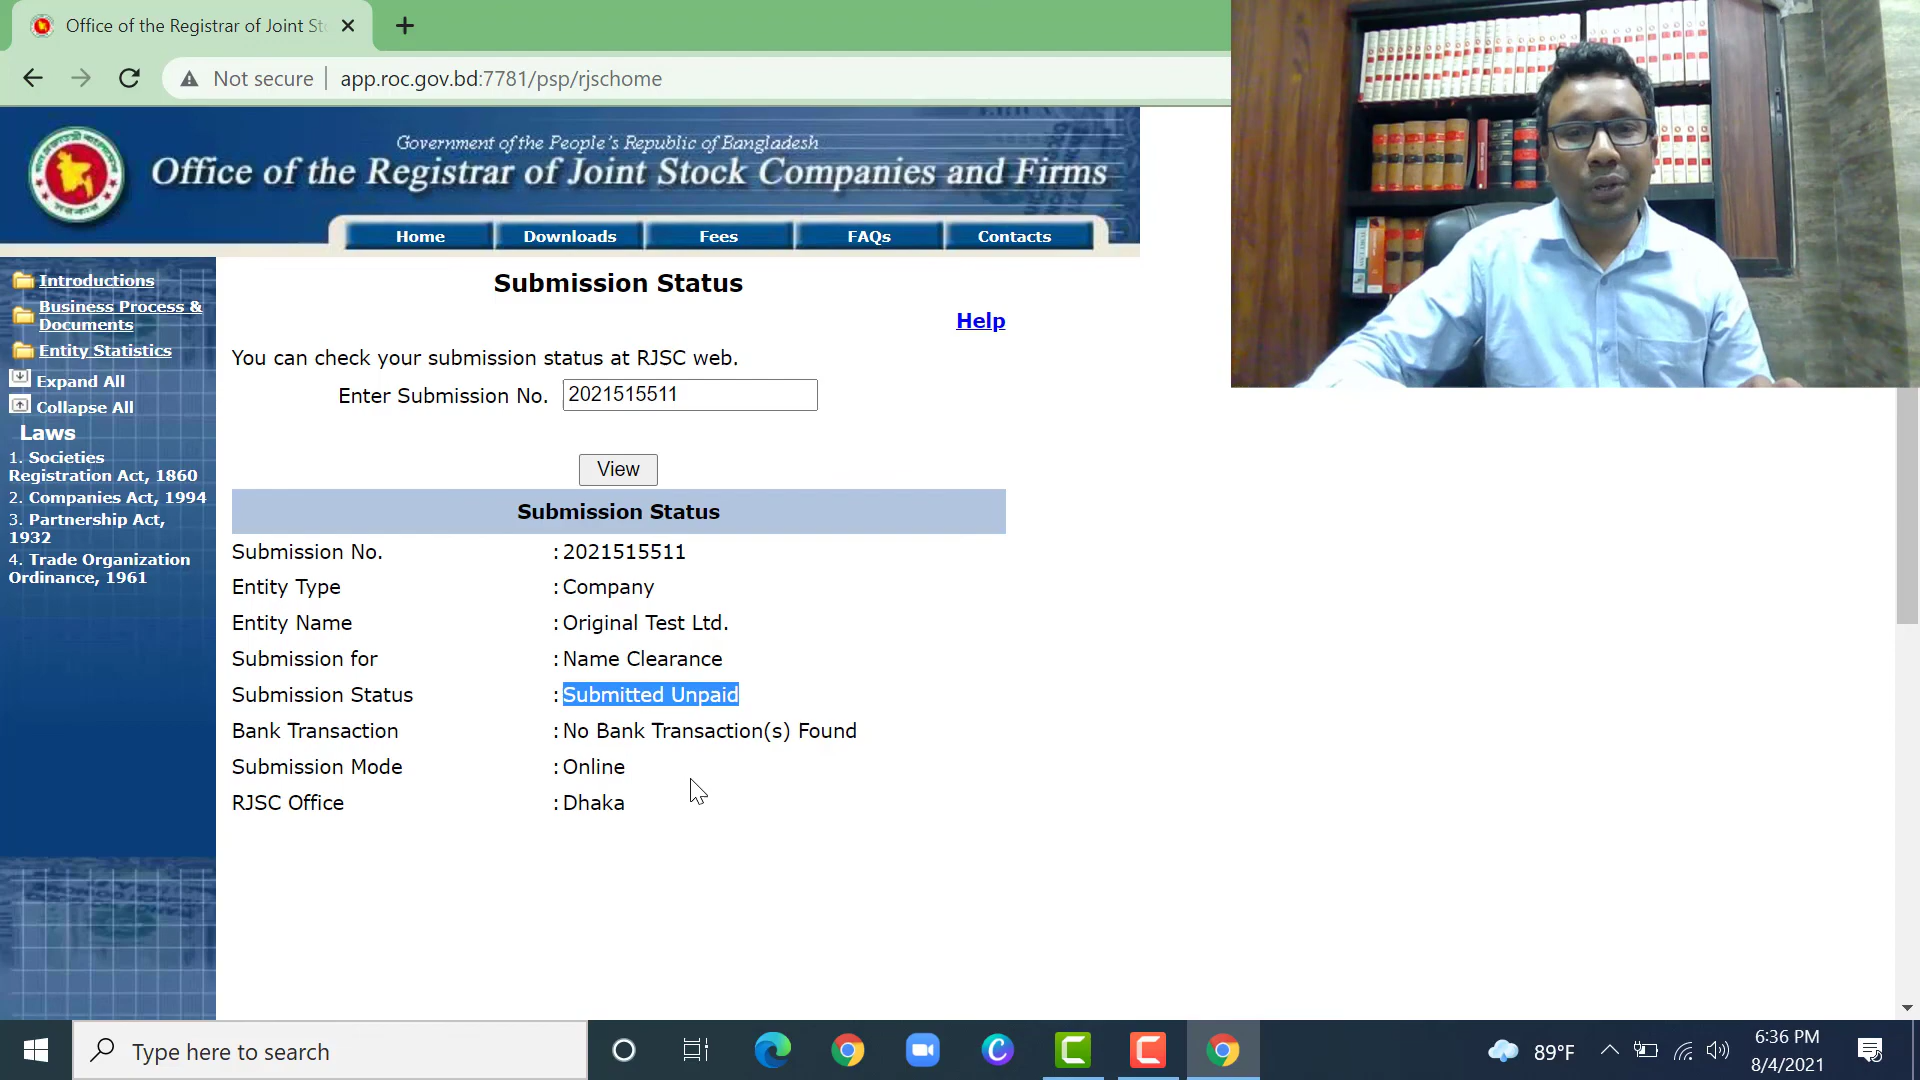 Office of the Registrar of Joint St
Not secure
app.roc.gov.bd:7781/psp/rjschome
Government of the People's Republic of Bangladesh
Office of the Registrar of Joint Stock Companies and Firms
Home
Downloads
Fees
FAQs
Contacts
Introductions
Business Process &
Documents
Entity Statistics
Expand All
Collapse All
Laws
1. Societies
Registration Act, 1860
2. Companies Act, 1994
3. Partnership Act,
1932
4. Trade Organization
Ordinance, 1961
Submission Status
Help
You can check your submission status at RJSC web.
Enter Submission No. 2021515511
View
Submission Status
Submission No. :2021515511
Entity Type :Company
Entity Name :Original Test Ltd.
Submission for :Name Clearance
Submission Status :Submitted Unpaid
Bank Transaction :No Bank Transaction(s) Found
Submission Mode :Online
RJSC Office :Dhaka
Type here to search
89°F
6:36 PM
8/4/2021